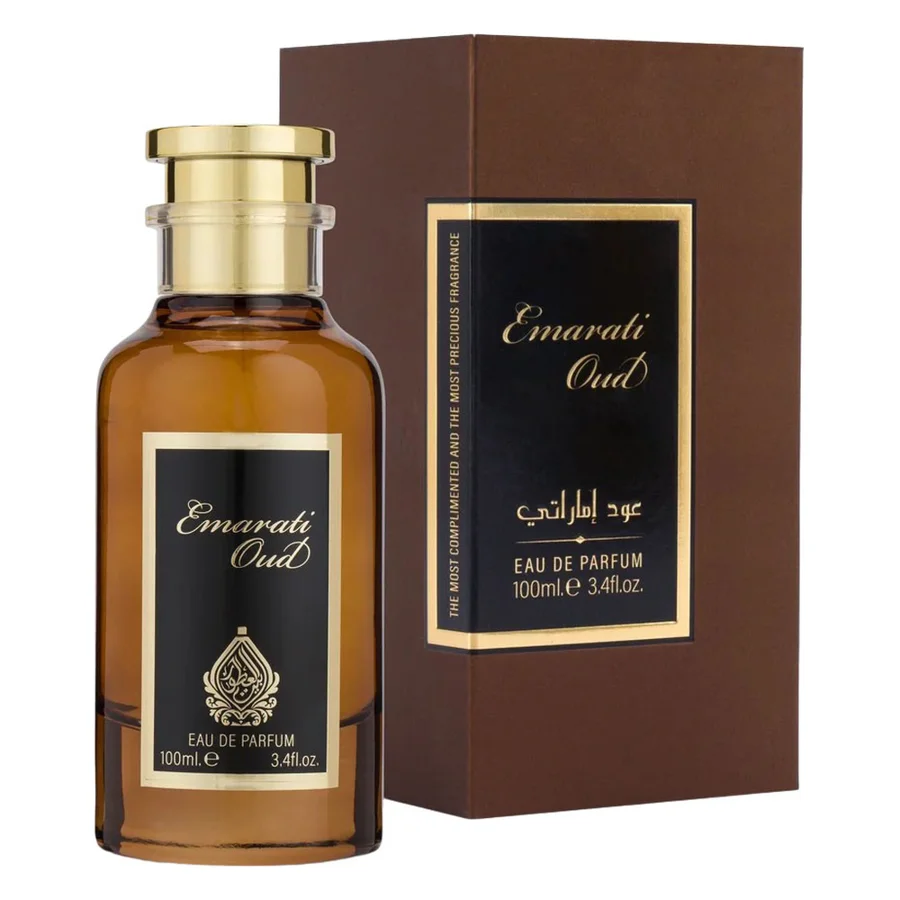 Emarati
Oud
EAU DE PARFUM
100ml.℮ 3.4fl.oz.
THE MOST COMPLIMENTED AND THE MOST PRECIOUS FRAGRANCE
Emarati
Oud
عود إماراتي
EAU DE PARFUM
100ml.℮ 3.4fl.oz.